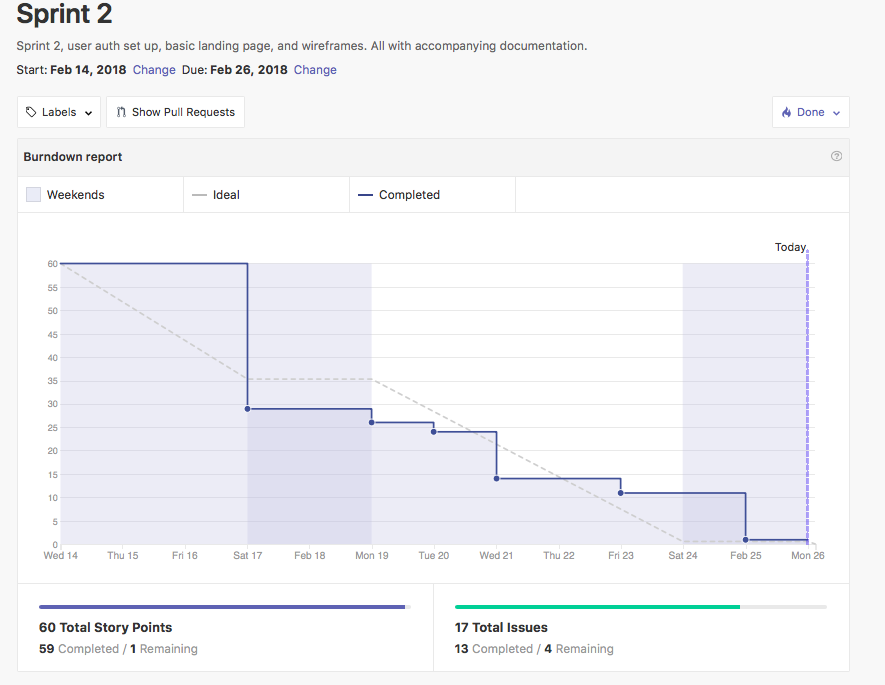 Sprint 2
Sprint 2, user auth set up, basic landing page, and wireframes. All with accompanying documentation.
Start: Feb 14, 2018 Change Due: Feb 26, 2018 Change
Labels Show Pull Requests Done
Burndown report
Weekends Ideal Completed
Today
60
55
50
45
40
35
30
25
20
15
10
5
0
Wed 14 Thu 15 Fri 16 Sat 17 Feb 18 Mon 19 Tue 20 Wed 21 Thu 22 Fri 23 Sat 24 Feb 25 Mon 26
60 Total Story Points 17 Total Issues
59 Completed / 1 Remaining 13 Completed / 4 Remaining